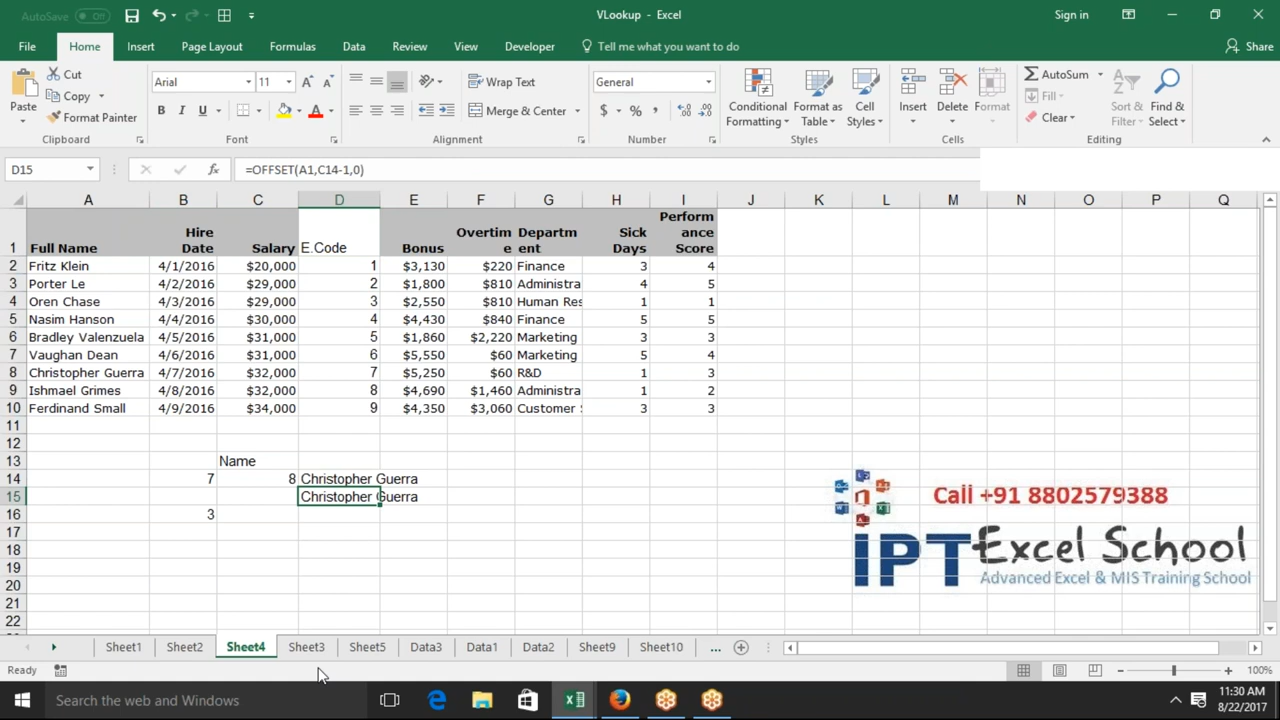 AutoSave Off VLookup - Excel Sign in
File Home Insert Page Layout Formulas Data Review View Developer Tell me what you want to do Share
Paste Cut Copy Format Painter Clipboard
Arial 11 B I U Font
Wrap Text Merge & Center Alignment
General $ % , Number
Conditional Formatting Format as Table Cell Styles Styles
Insert Delete Format Cells
AutoSum Fill Clear Sort & Filter Find & Select Editing
D15 fx =OFFSET(A1,C14-1,0)
A B C D E F G H I J K L M N O P Q
1 Full Name Hire Date Salary E.Code Bonus Overtime Department Sick Days Performance Score
2 Fritz Klein 4/1/2016 $20,000 1 $3,130 $220 Finance 3 4
3 Porter Le 4/2/2016 $29,000 2 $1,800 $810 Administra 4 5
4 Oren Chase 4/3/2016 $29,000 3 $2,550 $810 Human Res 1 1
5 Nasim Hanson 4/4/2016 $30,000 4 $4,430 $840 Finance 5 5
6 Bradley Valenzuela 4/5/2016 $31,000 5 $1,860 $2,220 Marketing 3 3
7 Vaughan Dean 4/6/2016 $31,000 6 $5,550 $60 Marketing 5 4
8 Christopher Guerra 4/7/2016 $32,000 7 $5,250 $60 R&D 1 3
9 Ishmael Grimes 4/8/2016 $32,000 8 $4,690 $1,460 Administra 1 2
10 Ferdinand Small 4/9/2016 $34,000 9 $4,350 $3,060 Customer 3 3
11
12
13 Name
14 7 8 Christopher Guerra
15 Christopher Guerra
16 3
17
18
19
20
21
22
Call +91 8802579388
IPT Excel School
Advanced Excel & MIS Training School
Sheet1 Sheet2 Sheet4 Sheet3 Sheet5 Data3 Data1 Data2 Sheet9 Sheet10 ...
Ready 100%
Search the web and Windows
11:30 AM
8/22/2017